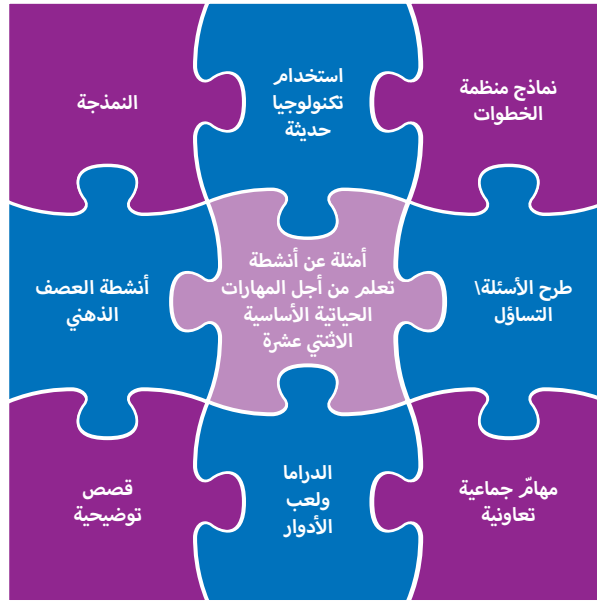 نماذج منظمة
الخطوات
استخدام
تكنولوجيا
حديثة
النمذجة
طرح الأسئلة\
التساؤل
أمثلة عن أنشطة
تعلم من أجل المهارات
الحياتية الأساسية
الاثنتي عشرة
أنشطة العصف
الذهني
مهامّ جماعية
تعاونية
الدراما
ولعب
الأدوار
قصص
توضيحية